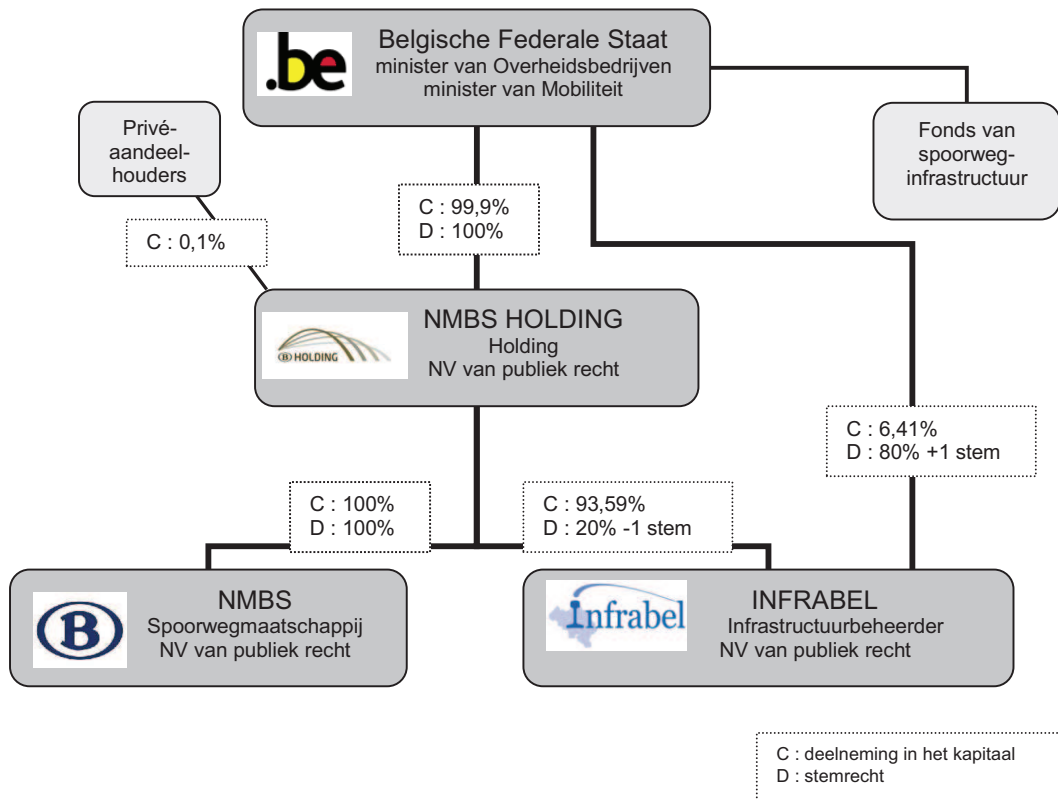 .be
Belgische Federale Staat
minister van Overheidsbedrijven
minister van Mobiliteit
Privé-
aandeel-
houders
Fonds van
spoorweg-
infrastructuur
C : 99,9%
D : 100%
C : 0,1%
B HOLDING
NMBS HOLDING
Holding
NV van publiek recht
C : 6,41%
D : 80% +1 stem
C : 100%
D : 100%
C : 93,59%
D : 20% -1 stem
B
NMBS
Spoorwegmaatschappij
NV van publiek recht
Infrabel
INFRABEL
Infrastructuurbeheerder
NV van publiek recht
C : deelneming in het kapitaal
D : stemrecht